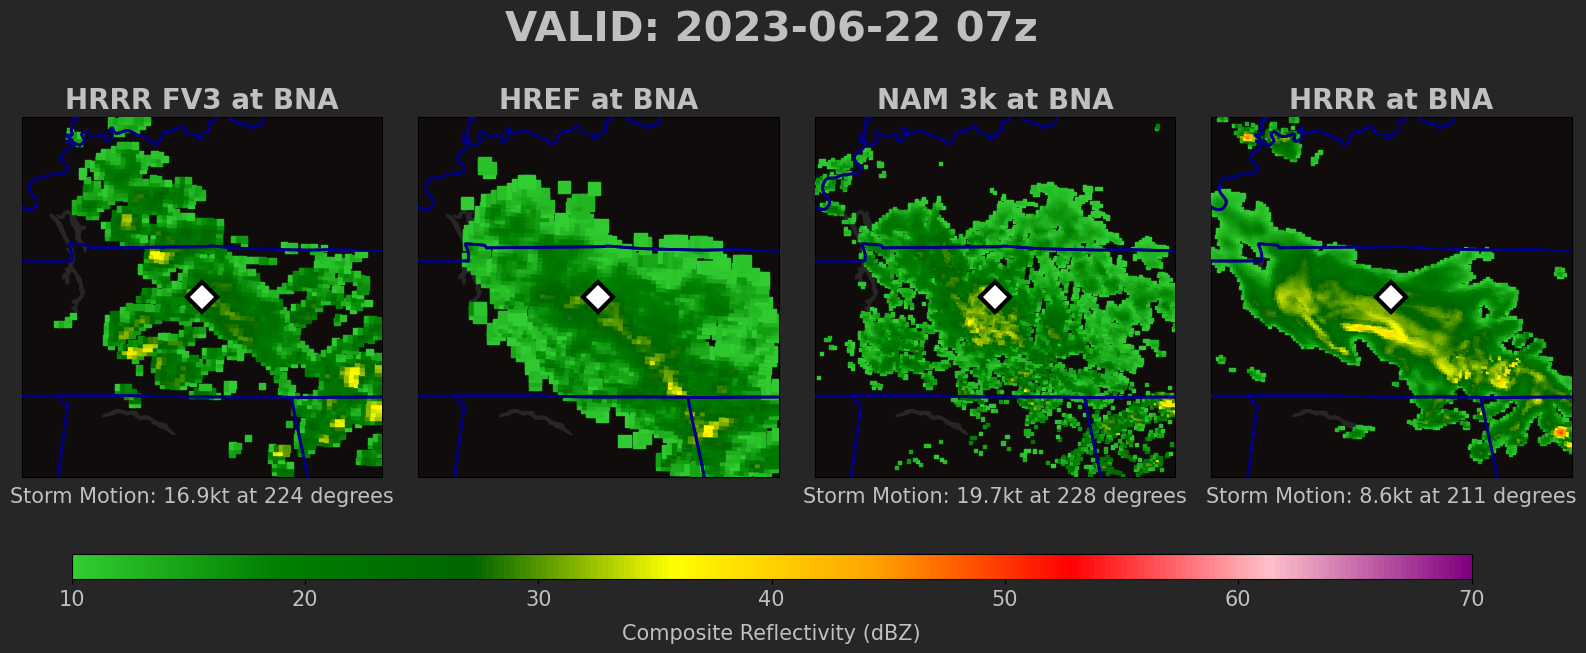 VALID: 2023-06-22 07z
HRRR FV3 at BNA
HREF at BNA
NAM 3k at BNA
HRRR at BNA
Storm Motion: 16.9kt at 224 degrees
Storm Motion: 19.7kt at 228 degrees
Storm Motion: 8.6kt at 211 degrees
10 20 30 40 50 60 70
Composite Reflectivity (dBZ)